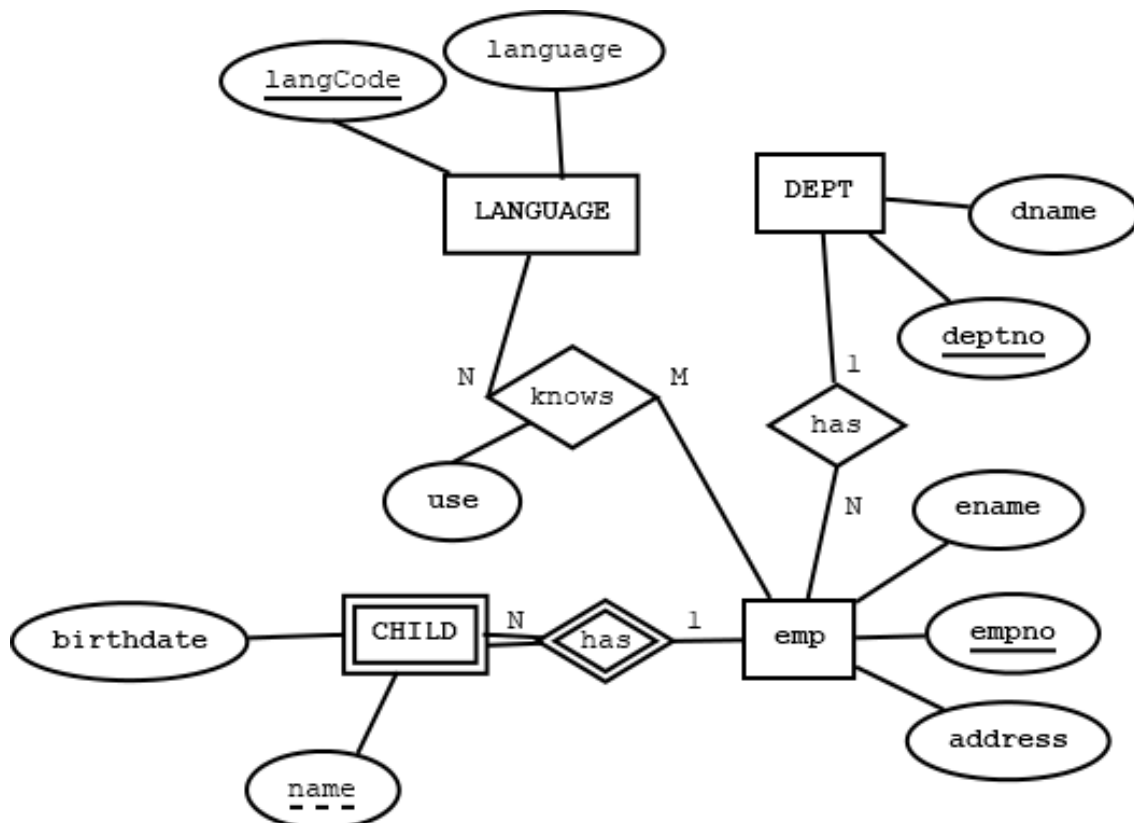 language
langCode
DEPT
LANGUAGE
dname
deptno
1
N
M
knows
has
use
ename
N
N
1
birthdate
CHILD
has
emp
empno
address
name